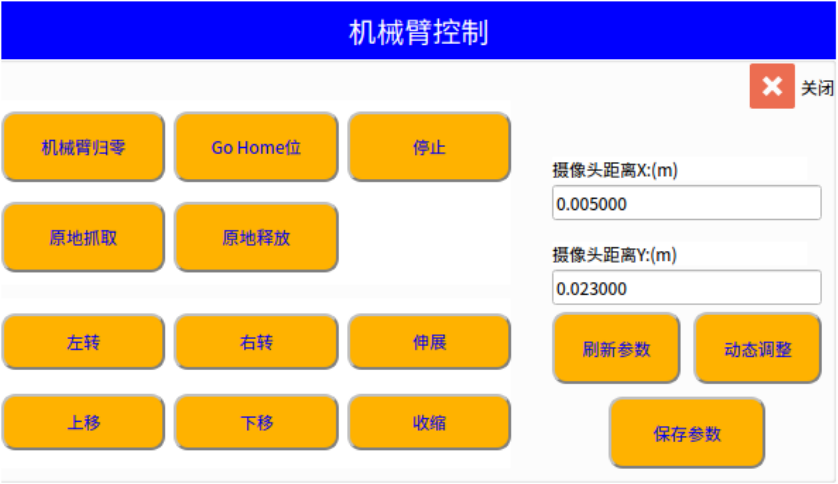 机械臂控制
关闭
机械臂归零
Go Home位
停止
原地抓取
原地释放
左转
右转
伸展
上移
下移
收缩
摄像头距离X:(m)
0.005000
摄像头距离Y:(m)
0.023000
刷新参数
动态调整
保存参数